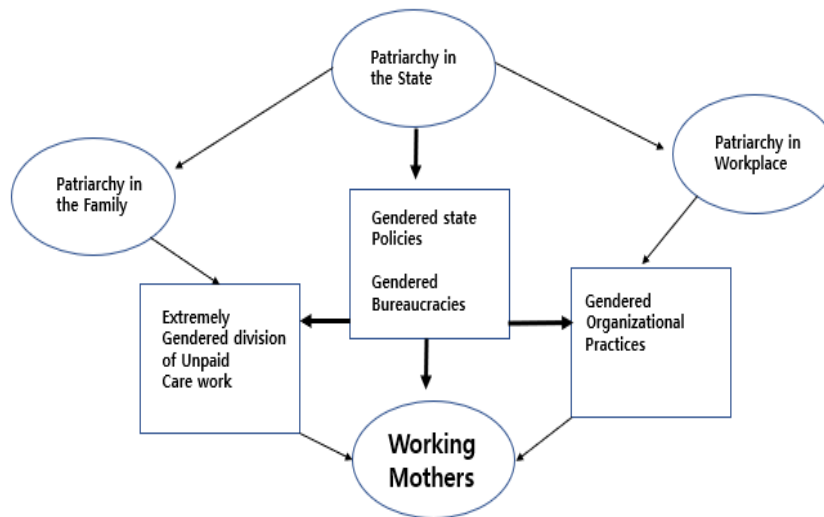 Patriarchy in
the State
Patriarchy in
Workplace
Patriarchy in
the Family
Gendered state
Policies
Gendered
Bureaucracies
Extremely
Gendered division
of Unpaid
Care work
Gendered
Organizational
Practices
Working
Mothers